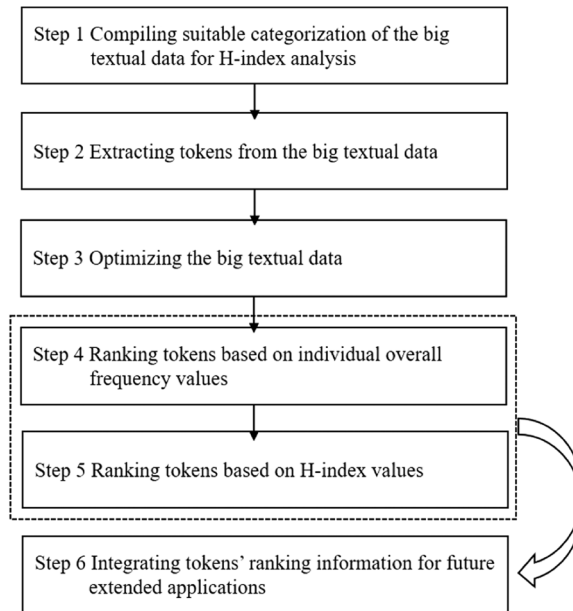 Step 1 Compiling suitable categorization of the big
textual data for H-index analysis
Step 2 Extracting tokens from the big textual data
Step 3 Optimizing the big textual data
Step 4 Ranking tokens based on individual overall
frequency values
Step 5 Ranking tokens based on H-index values
Step 6 Integrating tokens’ ranking information for future
extended applications